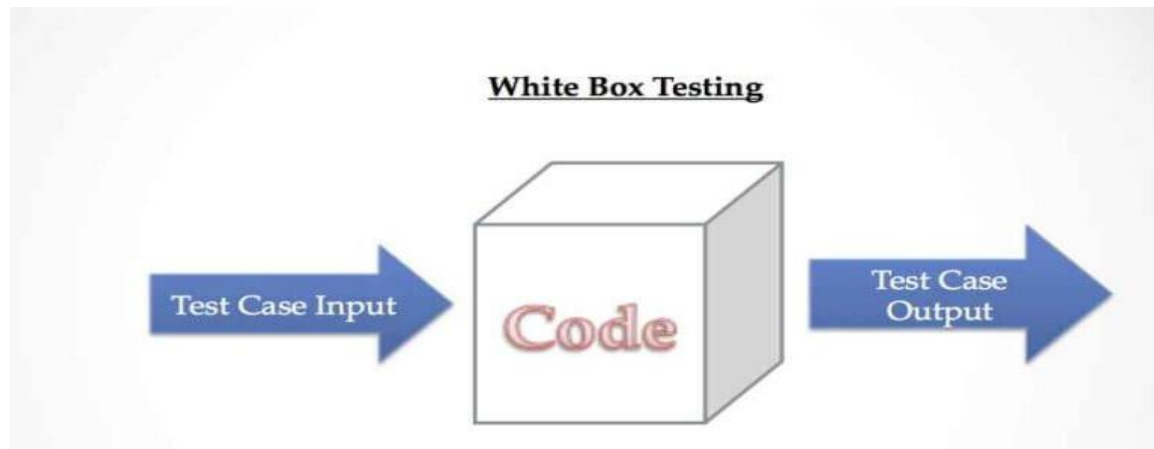 White Box Testing
Test Case Input
Code
Test Case
Output